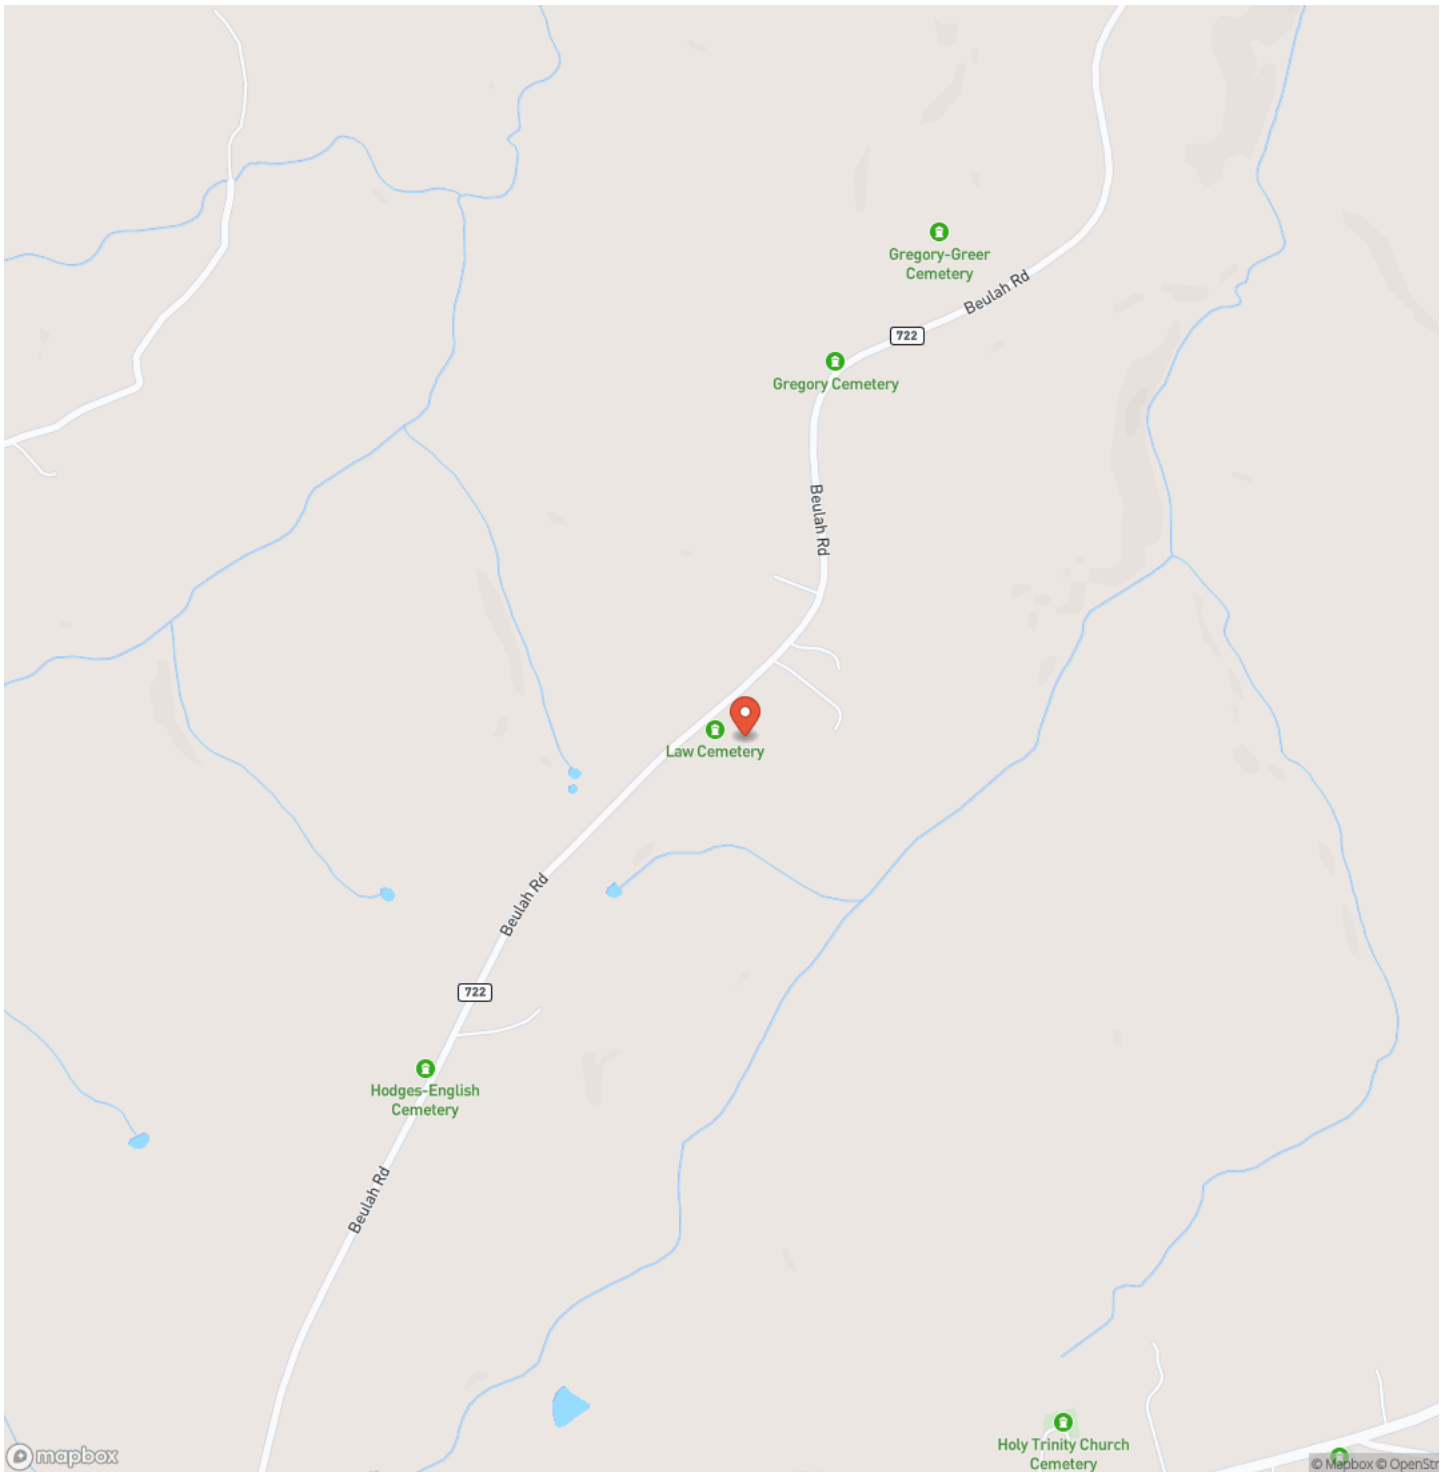 Gregory-Greer
Cemetery
Beulah Rd
722
Gregory Cemetery
Beulah Rd
Law Cemetery
Beulah Rd
722
Hodges-English
Cemetery
Beulah Rd
Holy Trinity Church
Cemetery
mapbox
© Mapbox © OpenStr